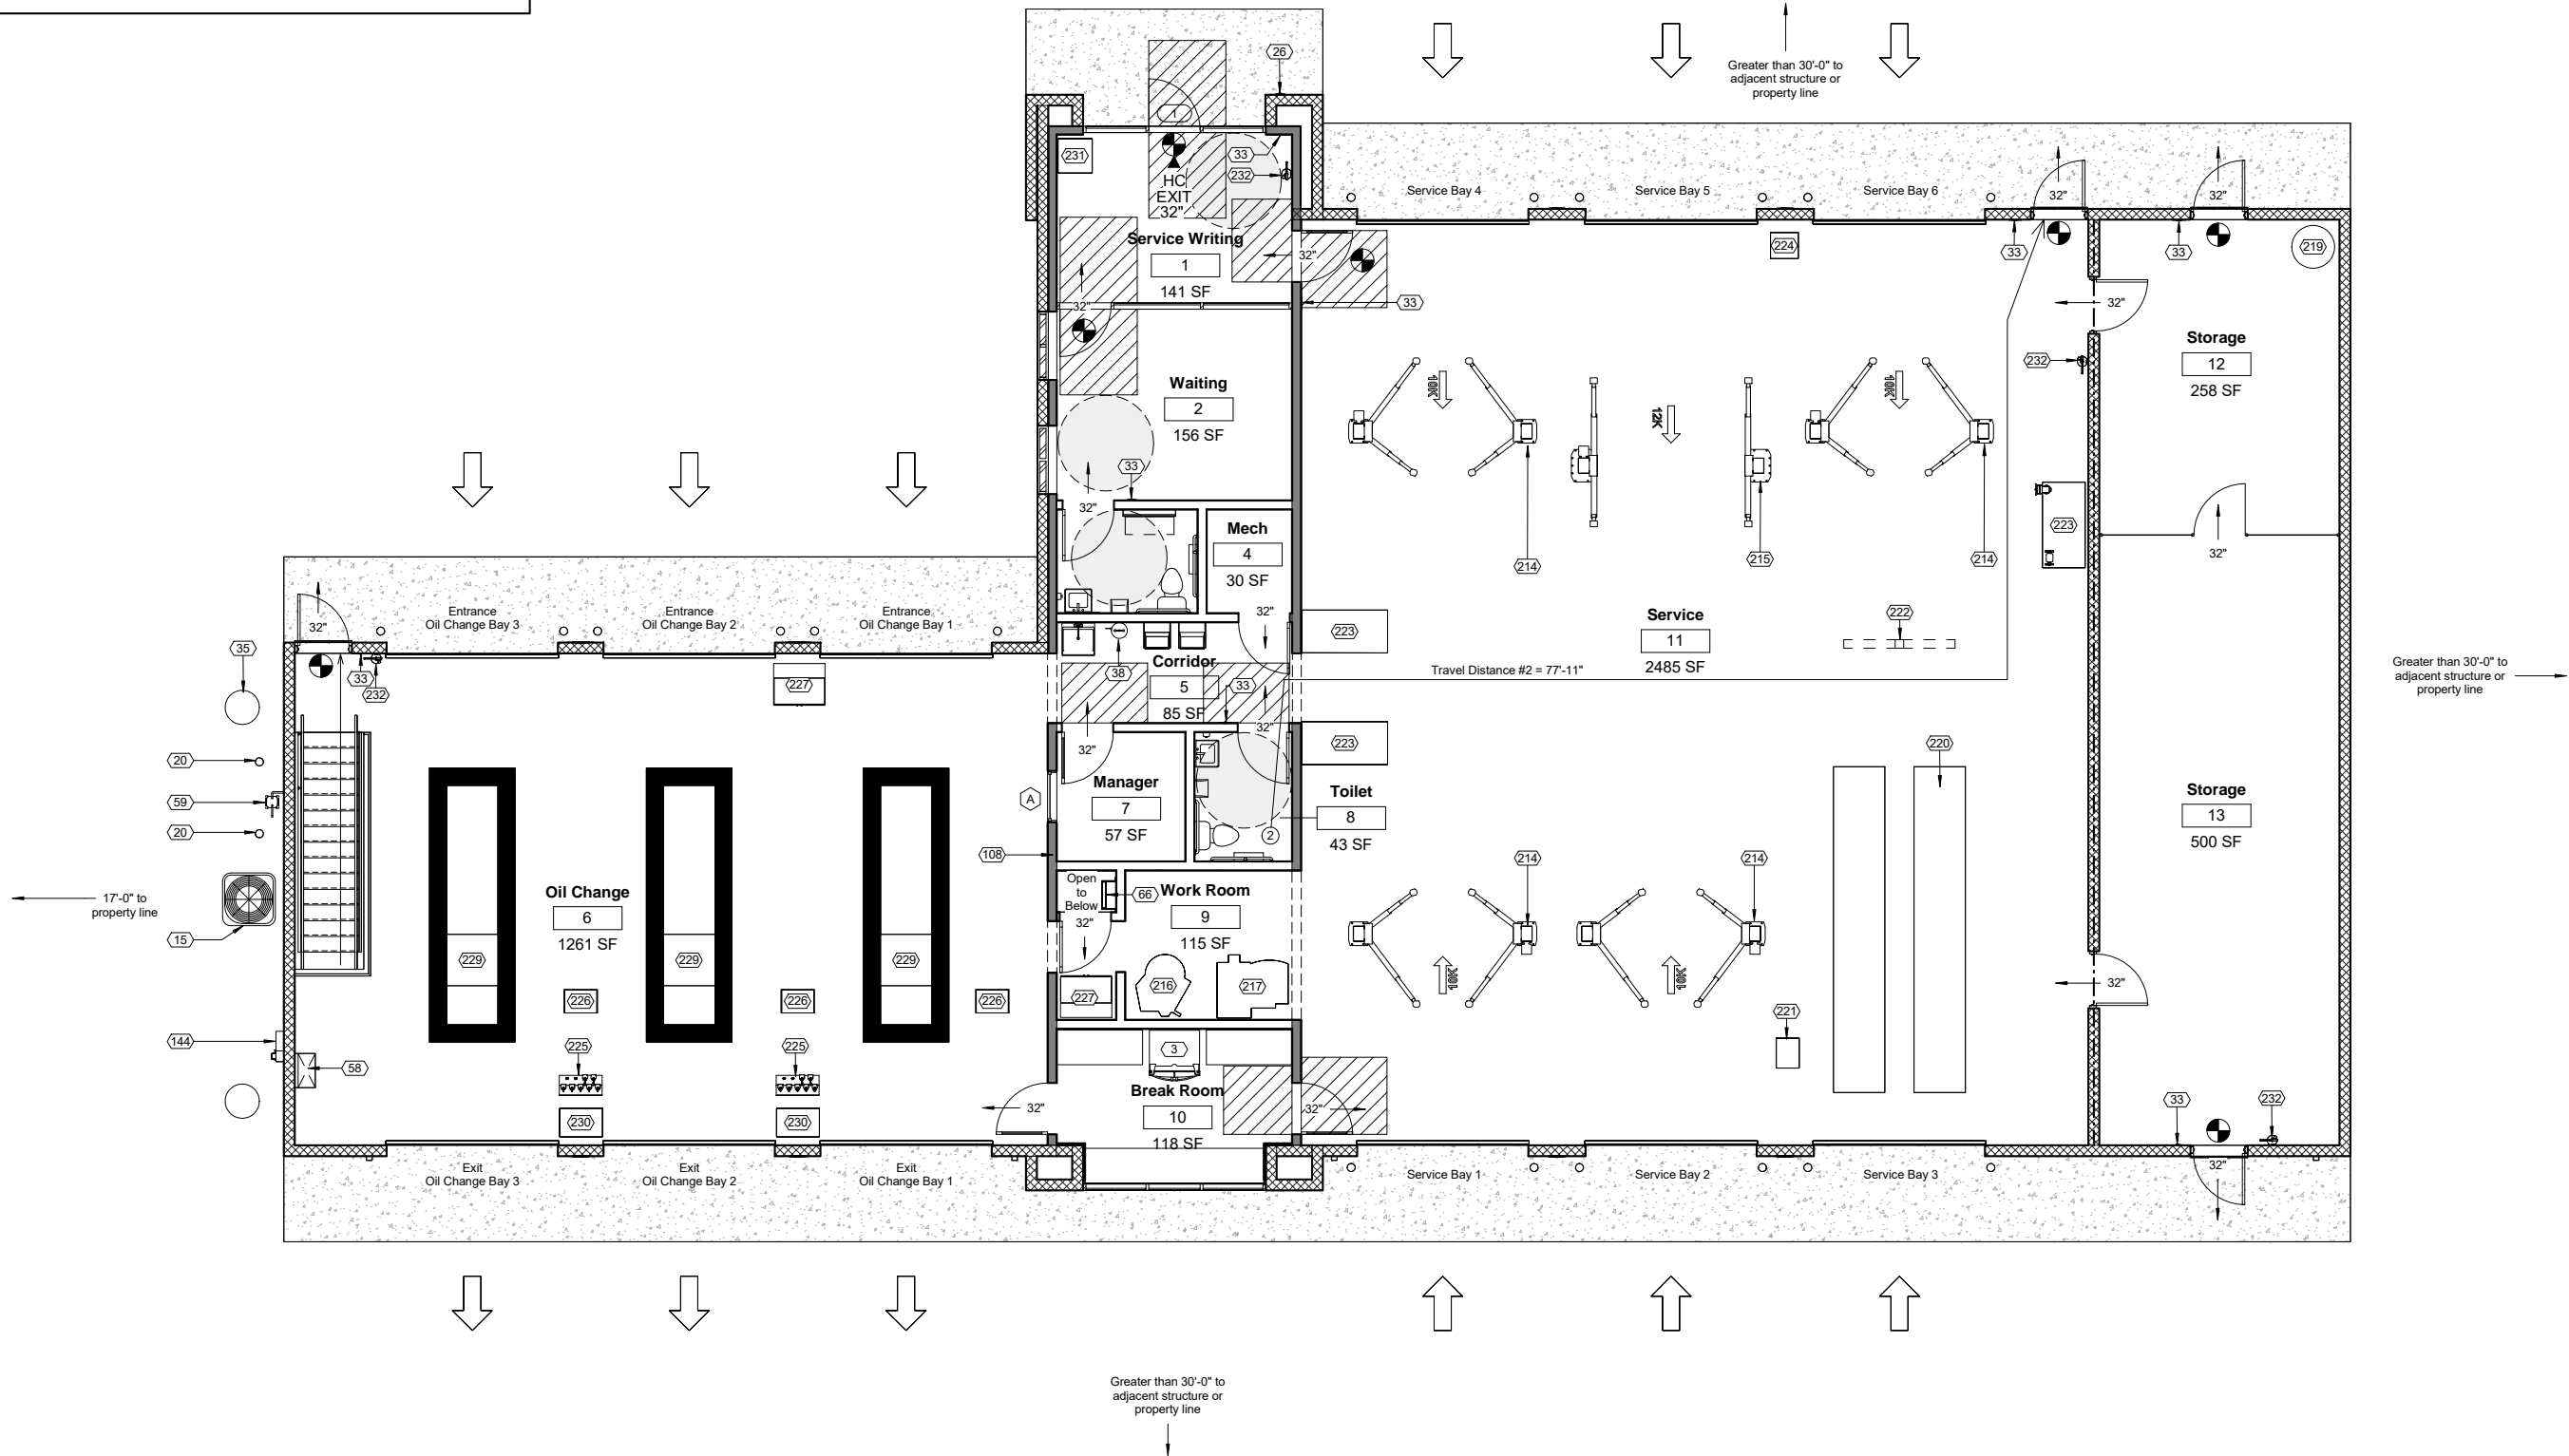 26
Greater than 30'-0" to
adjacent structure or
property line
1
231
33
232
HC
EXIT
32"
Service Writing
1
141 SF
32"
32"
33
Service Bay 4
Service Bay 5
Service Bay 6
32"
32"
224
33
33
219
32"
Storage
12
258 SF
232
Waiting
2
156 SF
33
32"
10K
12K
10K
214
215
214
223
32"
Mech
4
30 SF
32"
Entrance
Oil Change Bay 3
Entrance
Oil Change Bay 2
Entrance
Oil Change Bay 1
32"
35
33
232
227
38
Corridor
5
85 SF
33
32"
32"
223
Service
11
2485 SF
222
Travel Distance #2 = 77'-11"
Greater than 30'-0" to
adjacent structure or
property line
20
59
20
A
Manager
7
57 SF
223
Toilet
8
43 SF
2
220
Storage
13
500 SF
108
17'-0" to
property line
15
Oil Change
6
1261 SF
229
229
229
Open
to
Below
66
32"
Work Room
9
115 SF
214
214
10K
10K
32"
226
226
226
227
216
217
221
144
58
225
225
230
230
3
Break Room
10
118 SF
32"
32"
33
232
32"
Exit
Oil Change Bay 3
Exit
Oil Change Bay 2
Exit
Oil Change Bay 1
Service Bay 1
Service Bay 2
Service Bay 3
Greater than 30'-0" to
adjacent structure or
property line